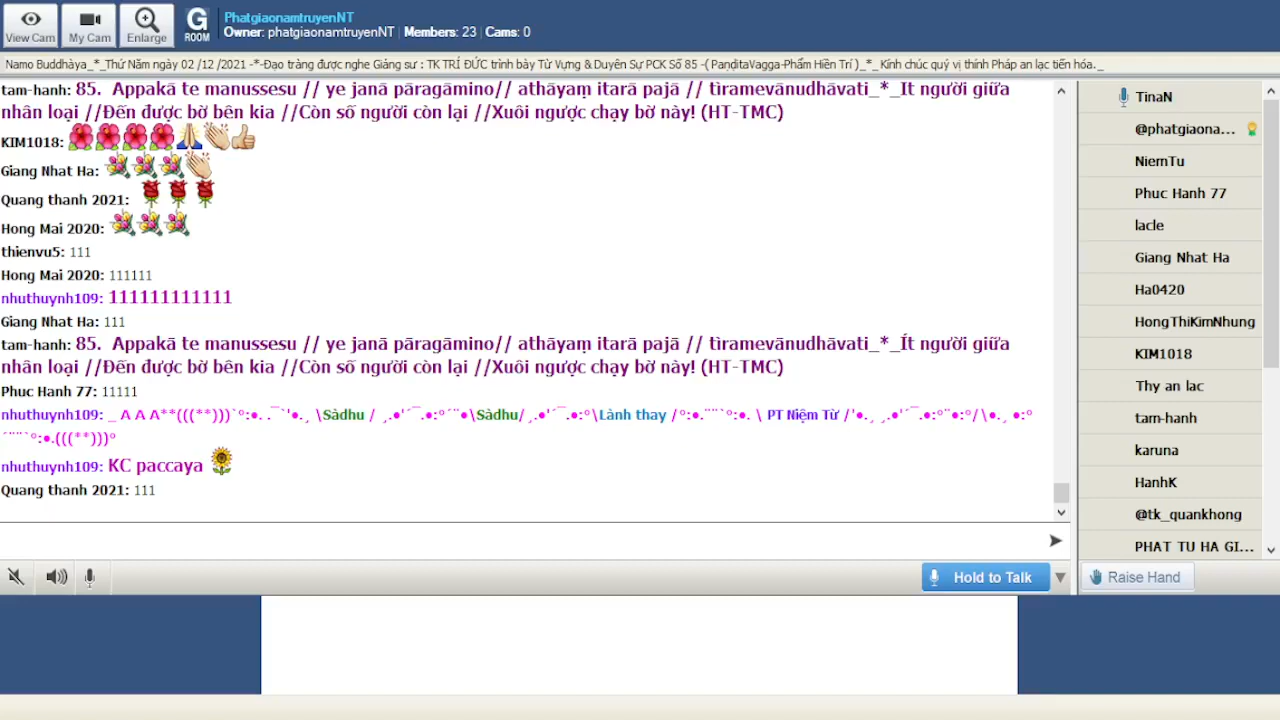 View Cam
My Cam
Enlarge
G
ROOM
PhatgiaonamtruyenNT
Owner: phatgiaonamtruyenNT | Members: 23 | Cams: 0
Namo Buddhàya_*_Thứ Năm ngày 02 /12 /2021 -*-Đạo tràng được nghe Giảng sư : TK TRÍ ĐỨC trình bày Từ Vựng & Duyên Sự PCK Số 85 -( PaṇḍitaVagga-Phẩm Hiền Trí )_*_ Kính chúc quý vị thính Pháp an lạc tiến hóa._
tam-hanh: 85. Appakā te manussesu // ye janā pāragāmino// athāyaṃ itarā pajā // tīramevānudhāvati_*_Ít người giữa
nhân loại //Đến được bờ bên kia //Còn số người còn lại //Xuôi ngược chạy bờ này! (HT-TMC)
KIM1018:
Giang Nhat Ha:
Quang thanh 2021:
Hong Mai 2020:
thienvu5: 111
Hong Mai 2020: 111111
nhuthuynh109: 111111111111
Giang Nhat Ha: 111
tam-hanh: 85. Appakā te manussesu // ye janā pāragāmino// athāyaṃ itarā pajā // tīramevānudhāvati_*_Ít người giữa
nhân loại //Đến được bờ bên kia //Còn số người còn lại //Xuôi ngược chạy bờ này! (HT-TMC)
Phuc Hanh 77: 11111
nhuthuynh109: _ Λ Λ Λ**(((**)))`°:•. .¯`'•.¸ \Sàdhu / ¸.•'´¯.•:°´¨•\Sàdhu/ ¸.•'´¯.•:°\Lành thay /°:•.¨¨`°:•. \ PT Niệm Từ /'•.¸ ¸.•'´¯.•:°¨•:°/\•.¸ •:°
´¨¨`°:•.(((**)))°
nhuthuynh109: KC paccaya
Quang thanh 2021: 111
TinaN
@phatgiaona...
NiemTu
Phuc Hanh 77
lacle
Giang Nhat Ha
Ha0420
HongThiKimNhung
KIM1018
Thy an lac
tam-hanh
karuna
HanhK
@tk_quankhong
PHAT TU HA GI...
Hold to Talk
Raise Hand